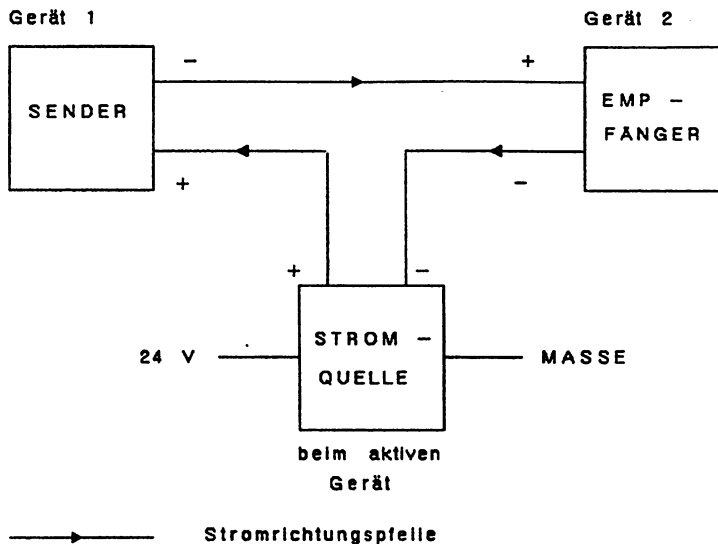 Gerät 1
Gerät 2
−
+
SENDER
EMP −
FÄNGER
+
−
+
−
24 V
STROM −
QUELLE
MASSE
beim aktiven
Gerät
Stromrichtungspfeile